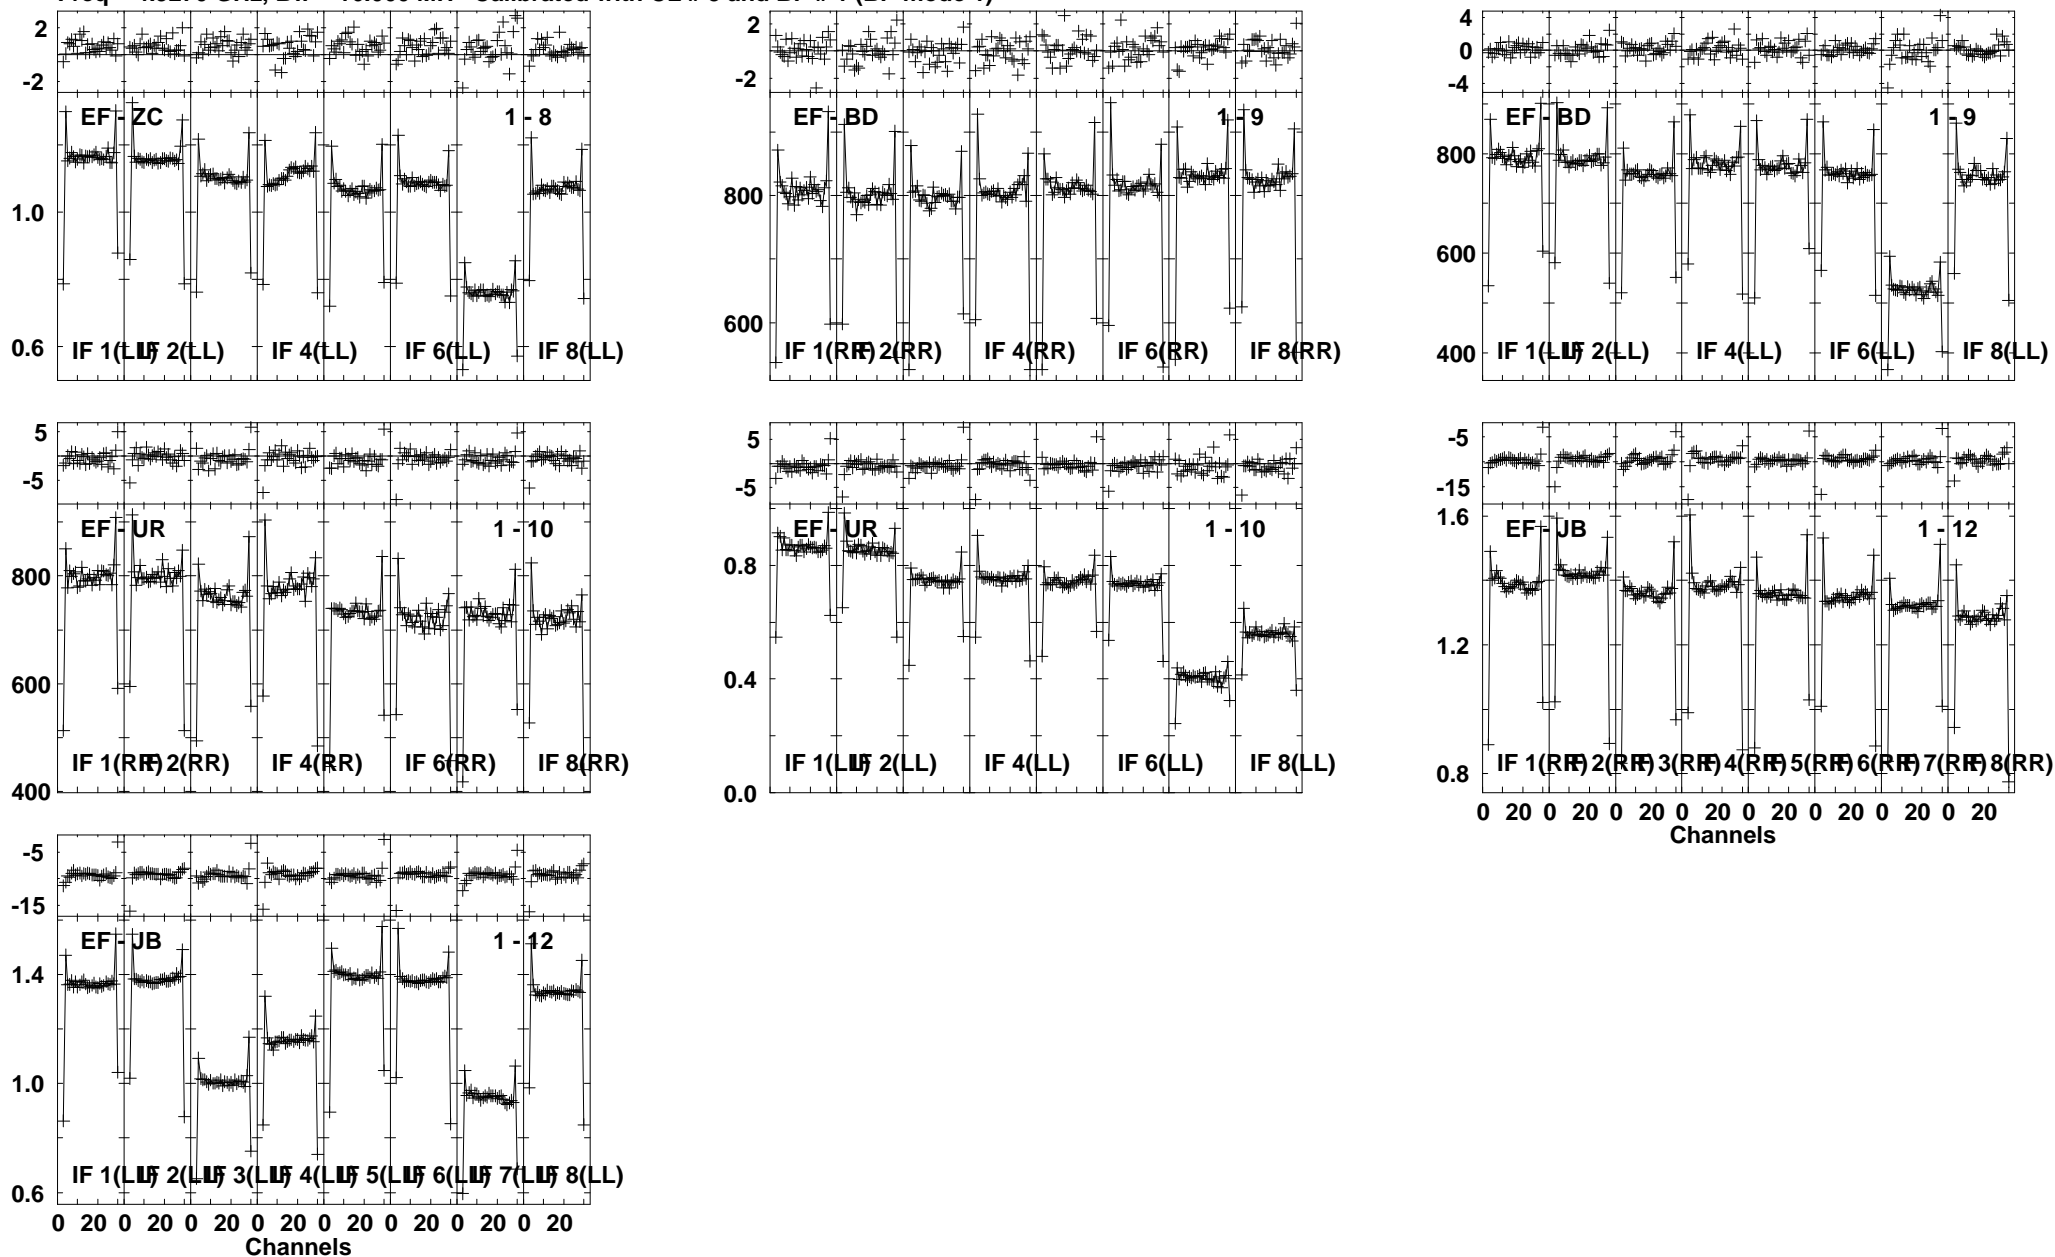 2
-2
EF - ZC 1 - 8
1.0
0.6
IF 1(LL) IF 2(LL) IF 4(LL) IF 6(LL) IF 8(LL)
2
-2
EF - BD 1 - 9
800
600
IF 1(RR) IF 2(RR) IF 4(RR) IF 6(RR) IF 8(RR)
4
0
-4
EF - BD 1 - 9
800
600
400
IF 1(LL) IF 2(LL) IF 4(LL) IF 6(LL) IF 8(LL)
5
-5
EF - UR 1 - 10
800
600
400
IF 1(RR) IF 2(RR) IF 4(RR) IF 6(RR) IF 8(RR)
5
-5
EF - UR 1 - 10
0.8
0.4
0.0
IF 1(LL) IF 2(LL) IF 4(LL) IF 6(LL) IF 8(LL)
-5
-15
EF - JB 1 - 12
1.6
1.2
0.8
IF 1(RR) IF 2(RR) IF 3(RR) IF 4(RR) IF 5(RR) IF 6(RR) IF 7(RR) IF 8(RR)
0 20 0 20 0 20 0 20 0 20 0 20 0 20 0 20
Channels
-5
-15
EF - JB 1 - 12
1.4
1.0
0.6
IF 1(LL) IF 2(LL) IF 3(LL) IF 4(LL) IF 5(LL) IF 6(LL) IF 7(LL) IF 8(LL)
0 20 0 20 0 20 0 20 0 20 0 20 0 20 0 20
Channels